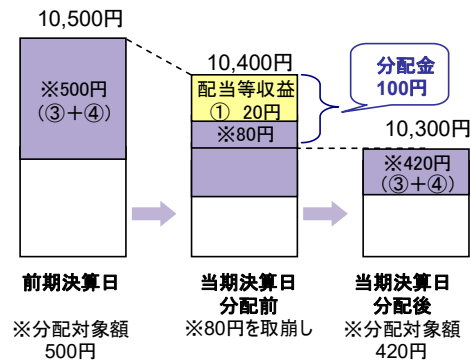 10,500円
※500円
(③+④)
10,400円
配当等収益
① 20円
※80円
分配金
100円
10,300円
※420円
(③+④)
前期決算日
※分配対象額
500円
当期決算日
分配前
※80円を取崩し
当期決算日
分配後
※分配対象額
420円